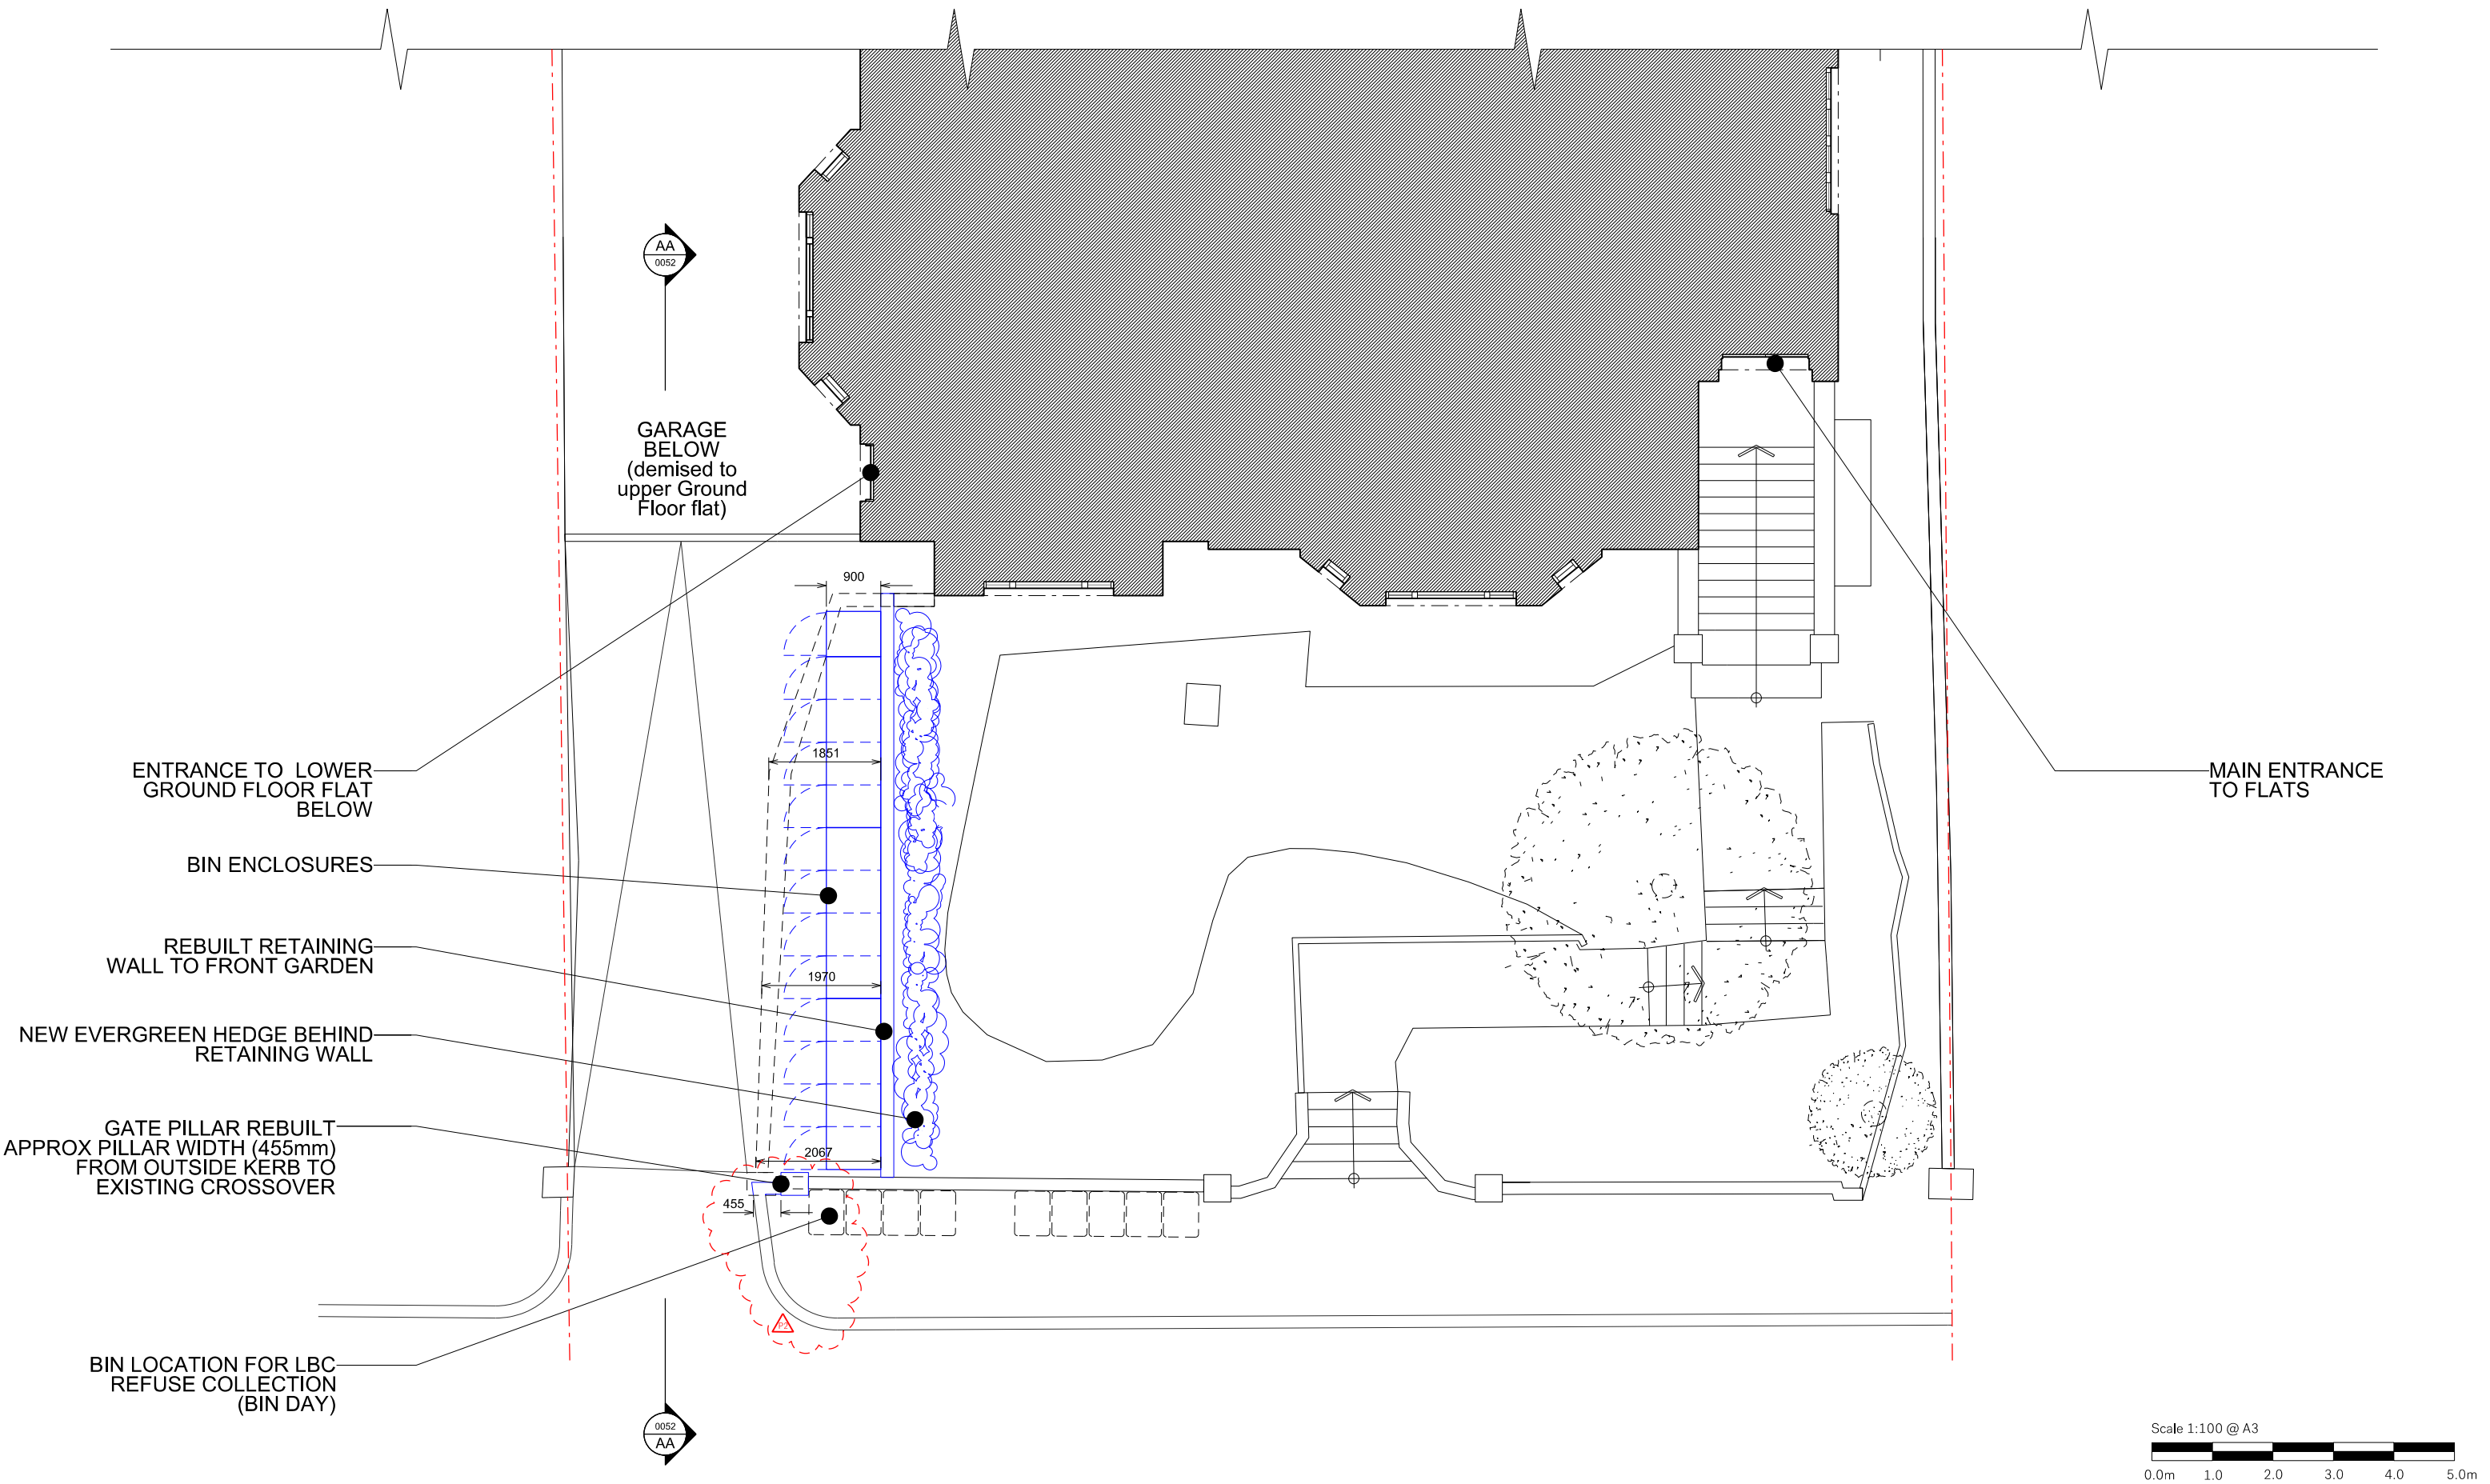 AA
0052
GARAGE
BELOW
(demised to
upper Ground
Floor flat)
900
1851
1970
2067
455
ENTRANCE TO LOWER
GROUND FLOOR FLAT
BELOW
BIN ENCLOSURES
REBUILT RETAINING
WALL TO FRONT GARDEN
NEW EVERGREEN HEDGE BEHIND
RETAINING WALL
GATE PILLAR REBUILT
APPROX PILLAR WIDTH (455mm)
FROM OUTSIDE KERB TO
EXISTING CROSSOVER
BIN LOCATION FOR LBC
REFUSE COLLECTION
(BIN DAY)
MAIN ENTRANCE
TO FLATS
P2
0052
AA
Scale 1:100 @ A3
0.0m 1.0 2.0 3.0 4.0 5.0m